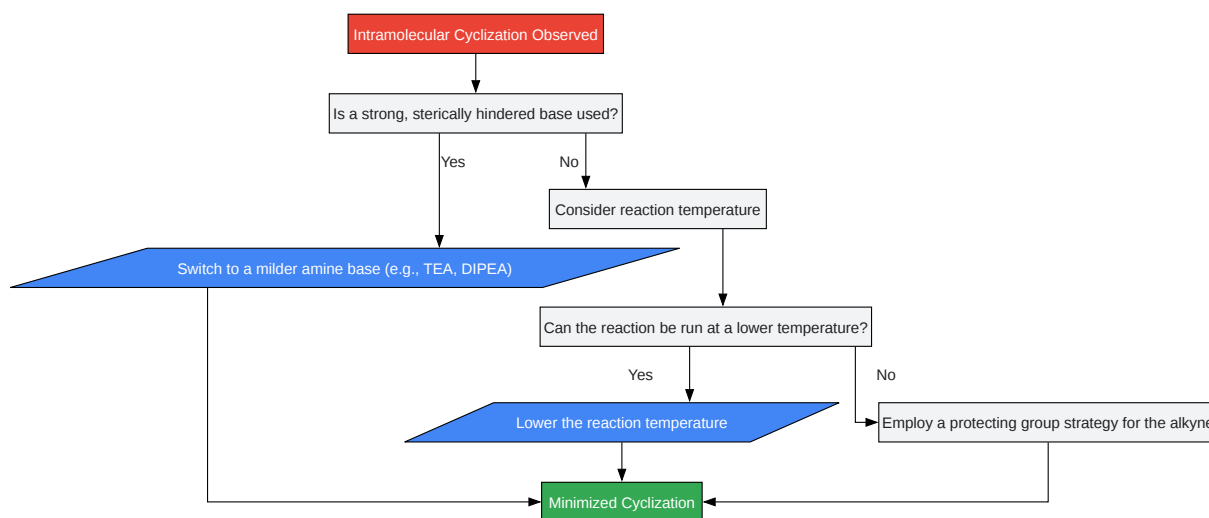 Intramolecular Cyclization Observed
Is a strong, sterically hindered base used?
Yes
No
Consider reaction temperature
Switch to a milder amine base (e.g., TEA, DIPEA)
Can the reaction be run at a lower temperature?
Yes
No
Lower the reaction temperature
Employ a protecting group strategy for the alkyne
Minimized Cyclization